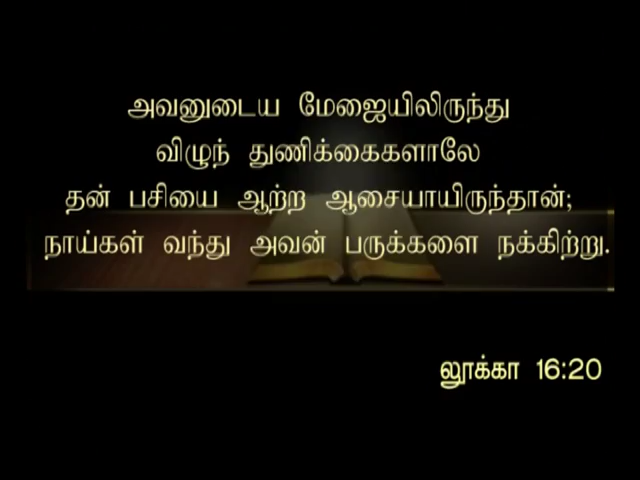 அவனுடைய மேஜையிலிருந்து
விழுந் துணிக்கைகளாலே
தன் பசியை ஆற்ற ஆசையாயிருந்தான்;
நாய்கள் வந்து அவன் பருக்களை நக்கிற்று.
லூக்கா 16:20